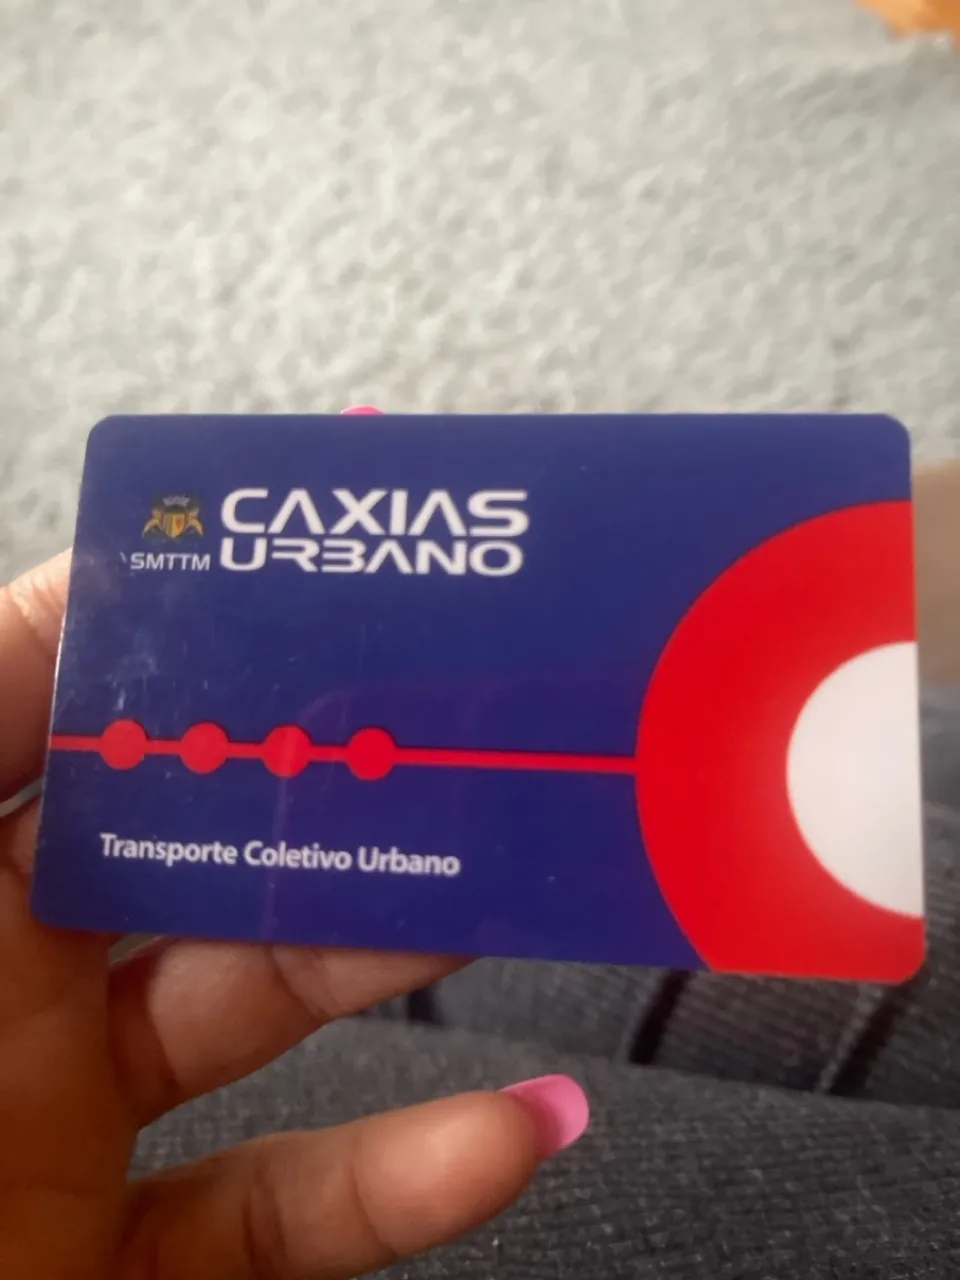 CAXIAS
URBANO
SMTTM
Transporte Coletivo Urbano